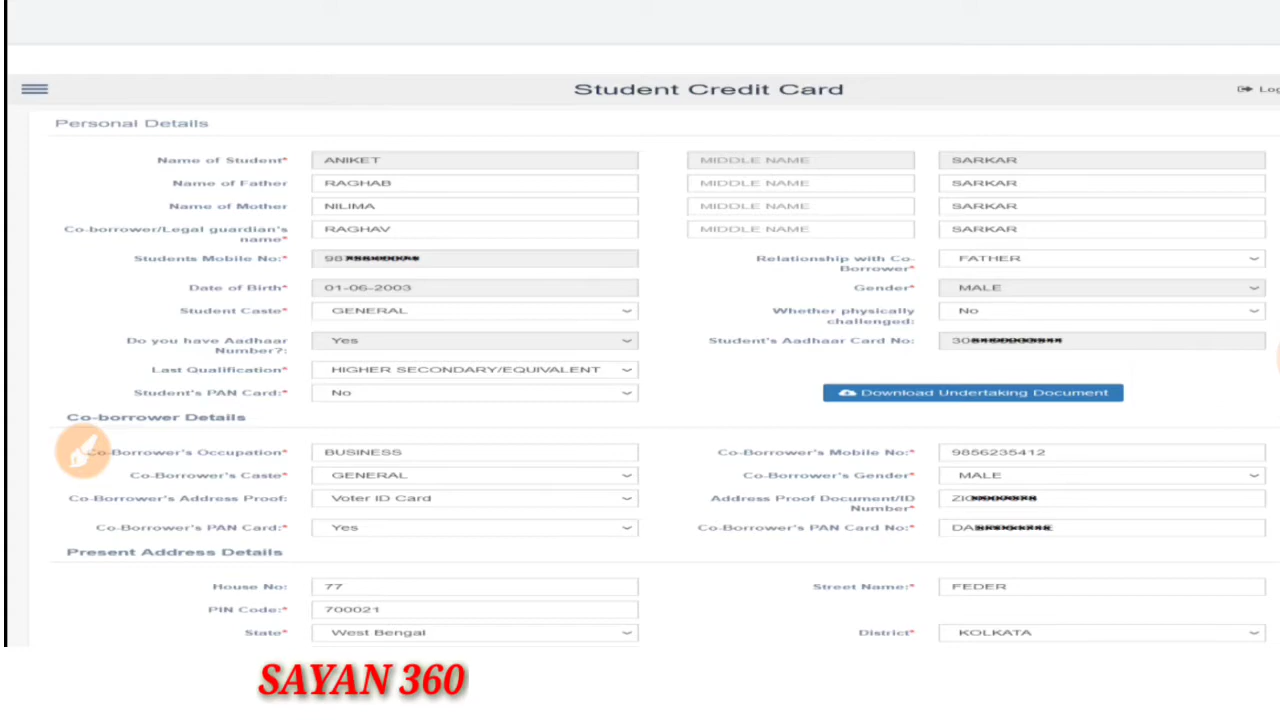 Student Credit Card
Personal Details
Name of Student* ANIKET MIDDLE NAME SARKAR
Name of Father RAGHAB MIDDLE NAME SARKAR
Name of Mother NILIMA MIDDLE NAME SARKAR
Co-borrower/Legal guardian's name* RAGHAV MIDDLE NAME SARKAR
Students Mobile No:* 98 Relationship with Co-Borrower* FATHER
Date of Birth* 01-06-2003 Gender* MALE
Student Caste* GENERAL Whether physically challenged: No
Do you have Aadhaar Number?: Yes Student's Aadhaar Card No: 30
Last Qualification* HIGHER SECONDARY/EQUIVALENT
Student's PAN Card:* No Download Undertaking Document
Co-borrower Details
Co-Borrower's Occupation* BUSINESS Co-Borrower's Mobile No:* 9856235412
Co-Borrower's Caste* GENERAL Co-Borrower's Gender* MALE
Co-Borrower's Address Proof: Voter ID Card Address Proof Document/ID Number*
Co-Borrower's PAN Card:* Yes Co-Borrower's PAN Card No:* DA
Present Address Details
House No: 77 Street Name:* FEDER
PIN Code:* 700021
State* West Bengal District* KOLKATA
SAYAN 360